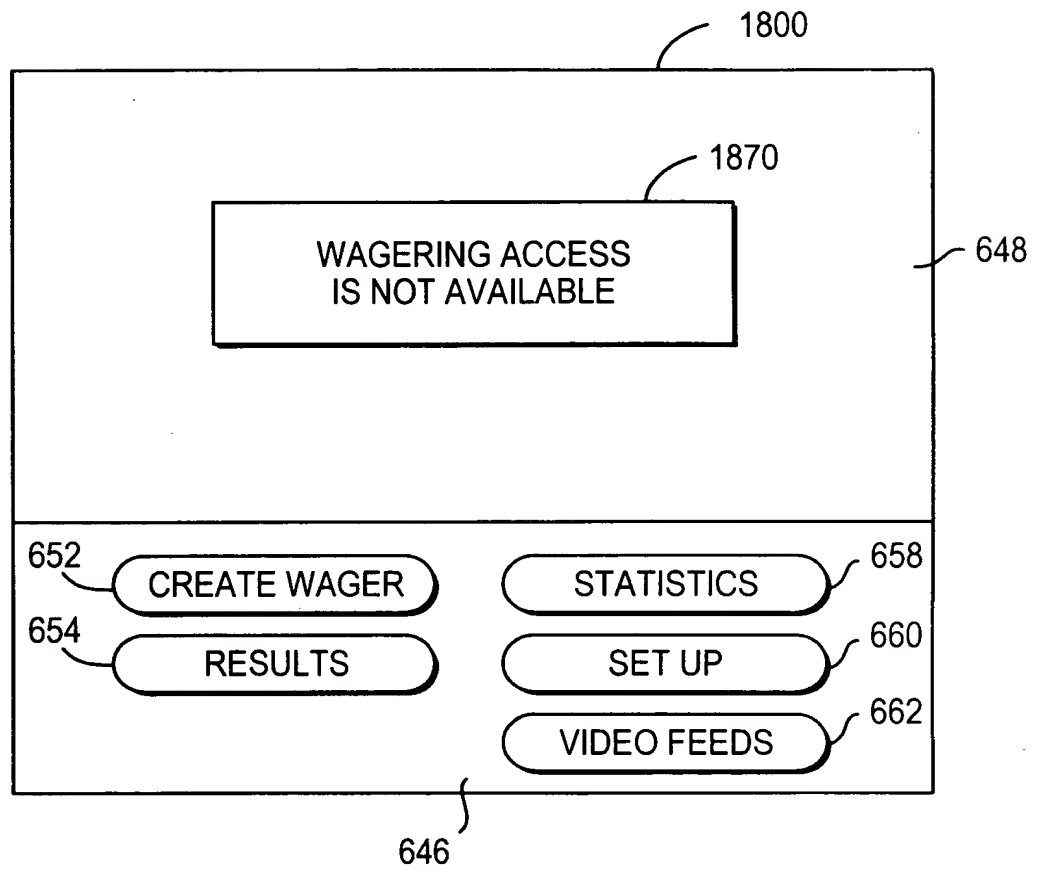 1800
1870
WAGERING ACCESS
IS NOT AVAILABLE
648
652
CREATE WAGER
STATISTICS
658
654
RESULTS
SET UP
660
VIDEO FEEDS
662
646